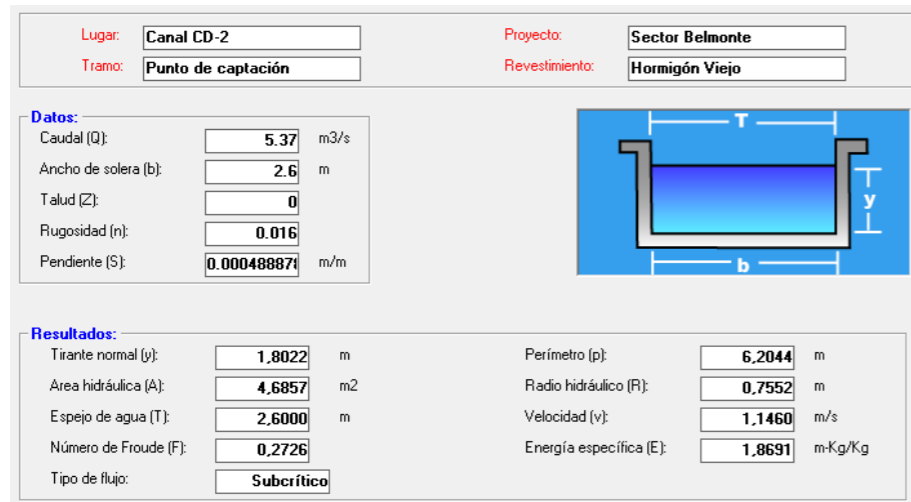 Lugar: Canal CD-2 Proyecto: Sector Belmonte
Tramo: Punto de captación Revestimiento: Hormigón Viejo
Datos:
Caudal (Q): 5.37 m3/s
Ancho de solera (b): 2.6 m
Talud (Z): 0
Rugosidad (n): 0.016
Pendiente (S): 0.00048887 m/m
T
y
b
Resultados:
Tirante normal (y): 1,8022 m Perímetro (p): 6,2044 m
Area hidráulica (A): 4,6857 m2 Radio hidráulico (R): 0,7552 m
Espejo de agua (T): 2,6000 m Velocidad (v): 1,1460 m/s
Número de Froude (F): 0,2726 Energía específica (E): 1,8691 m-Kg/Kg
Tipo de flujo: Subcrítico